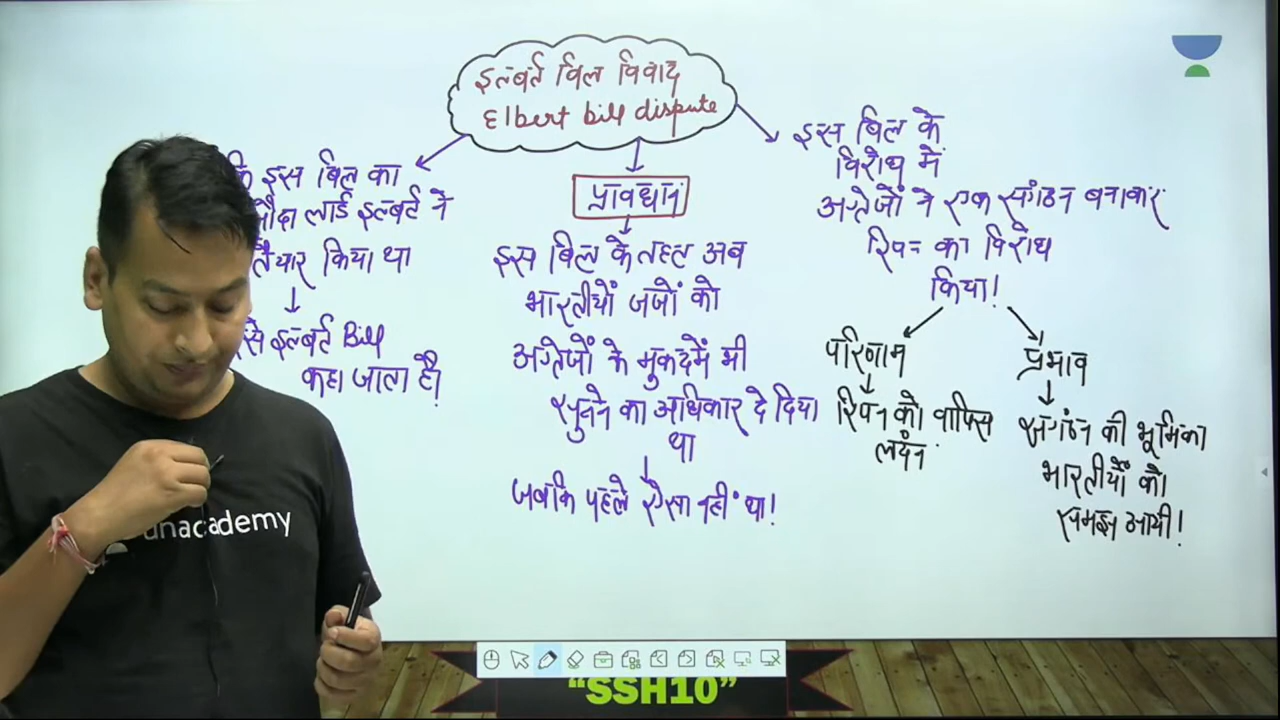 इल्बर्ट बिल विवाद
Elbert bill dispute
इस बिल का
लार्ड इल्बर्ट ने
तैयार किया था
इल्बर्ट Bill
कहा जाता है।
प्रावधान
इस बिल के तहत अब
भारतीयों जजों को
अंग्रेजों के मुकदमें भी
सुनने का अधिकार दे दिया
था
जबकि पहले ऐसा नहीं था!
इस बिल के
विरोध में
अंग्रेजों ने एक संगठन बनाकर
रिपन का विरोध
किया!
परिणाम
रिपन को वापिस
लंदन
प्रभाव
संगठन की भूमिका
भारतीयों को
समझ आयी!
unacademy
“SSH10”